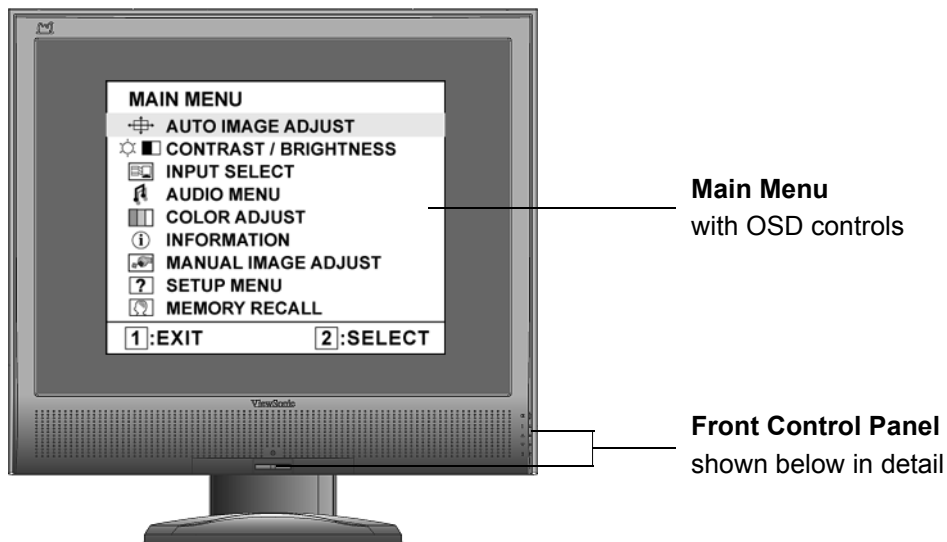 MAIN MENU
AUTO IMAGE ADJUST
CONTRAST / BRIGHTNESS
INPUT SELECT
AUDIO MENU
COLOR ADJUST
INFORMATION
MANUAL IMAGE ADJUST
? SETUP MENU
MEMORY RECALL
1 :EXIT 2 :SELECT
Main Menu
with OSD controls
ViewSonic
Front Control Panel
shown below in detail